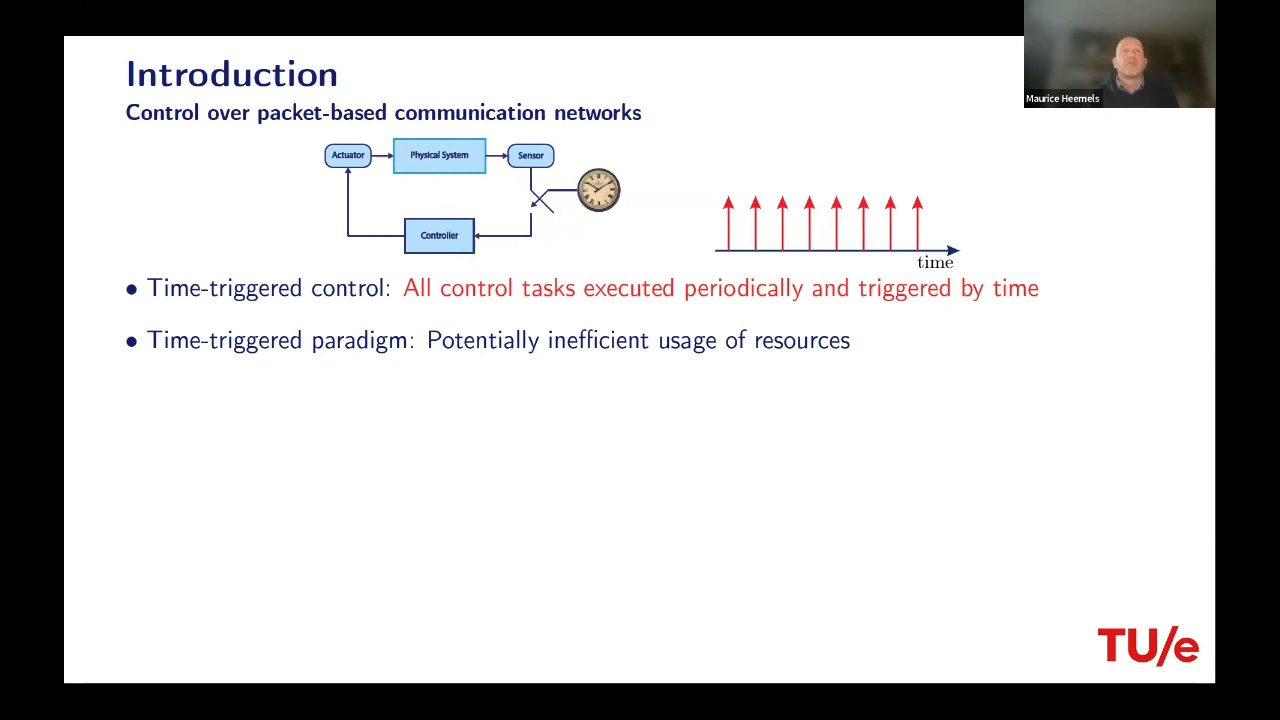 Introduction
Maurice Heemels
Control over packet-based communication networks
Actuator
Physical System
Sensor
Controller
time
• Time-triggered control: All control tasks executed periodically and triggered by time
• Time-triggered paradigm: Potentially inefficient usage of resources
TU/e